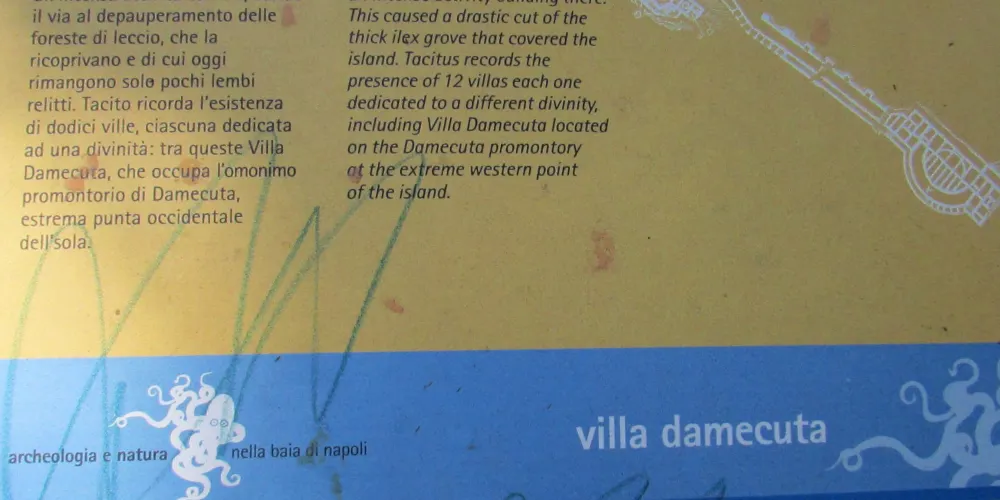 il via al depauperamento delle
foreste di leccio, che la
ricoprivano e di cui oggi
rimangono solo pochi lembi
relitti. Tacito ricorda l'esistenza
di dodici ville, ciascuna dedicata
ad una divinità: tra queste Villa
Damecuta, che occupa l'omonimo
promontorio di Damecuta,
estrema punta occidentale
dell'sola.
This caused a drastic cut of the
thick ilex grove that covered the
island. Tacitus records the
presence of 12 villas each one
dedicated to a different divinity,
including Villa Damecuta located
on the Damecuta promontory
at the extreme western point
of the island.
archeologia e natura nella baia di napoli
villa damecuta